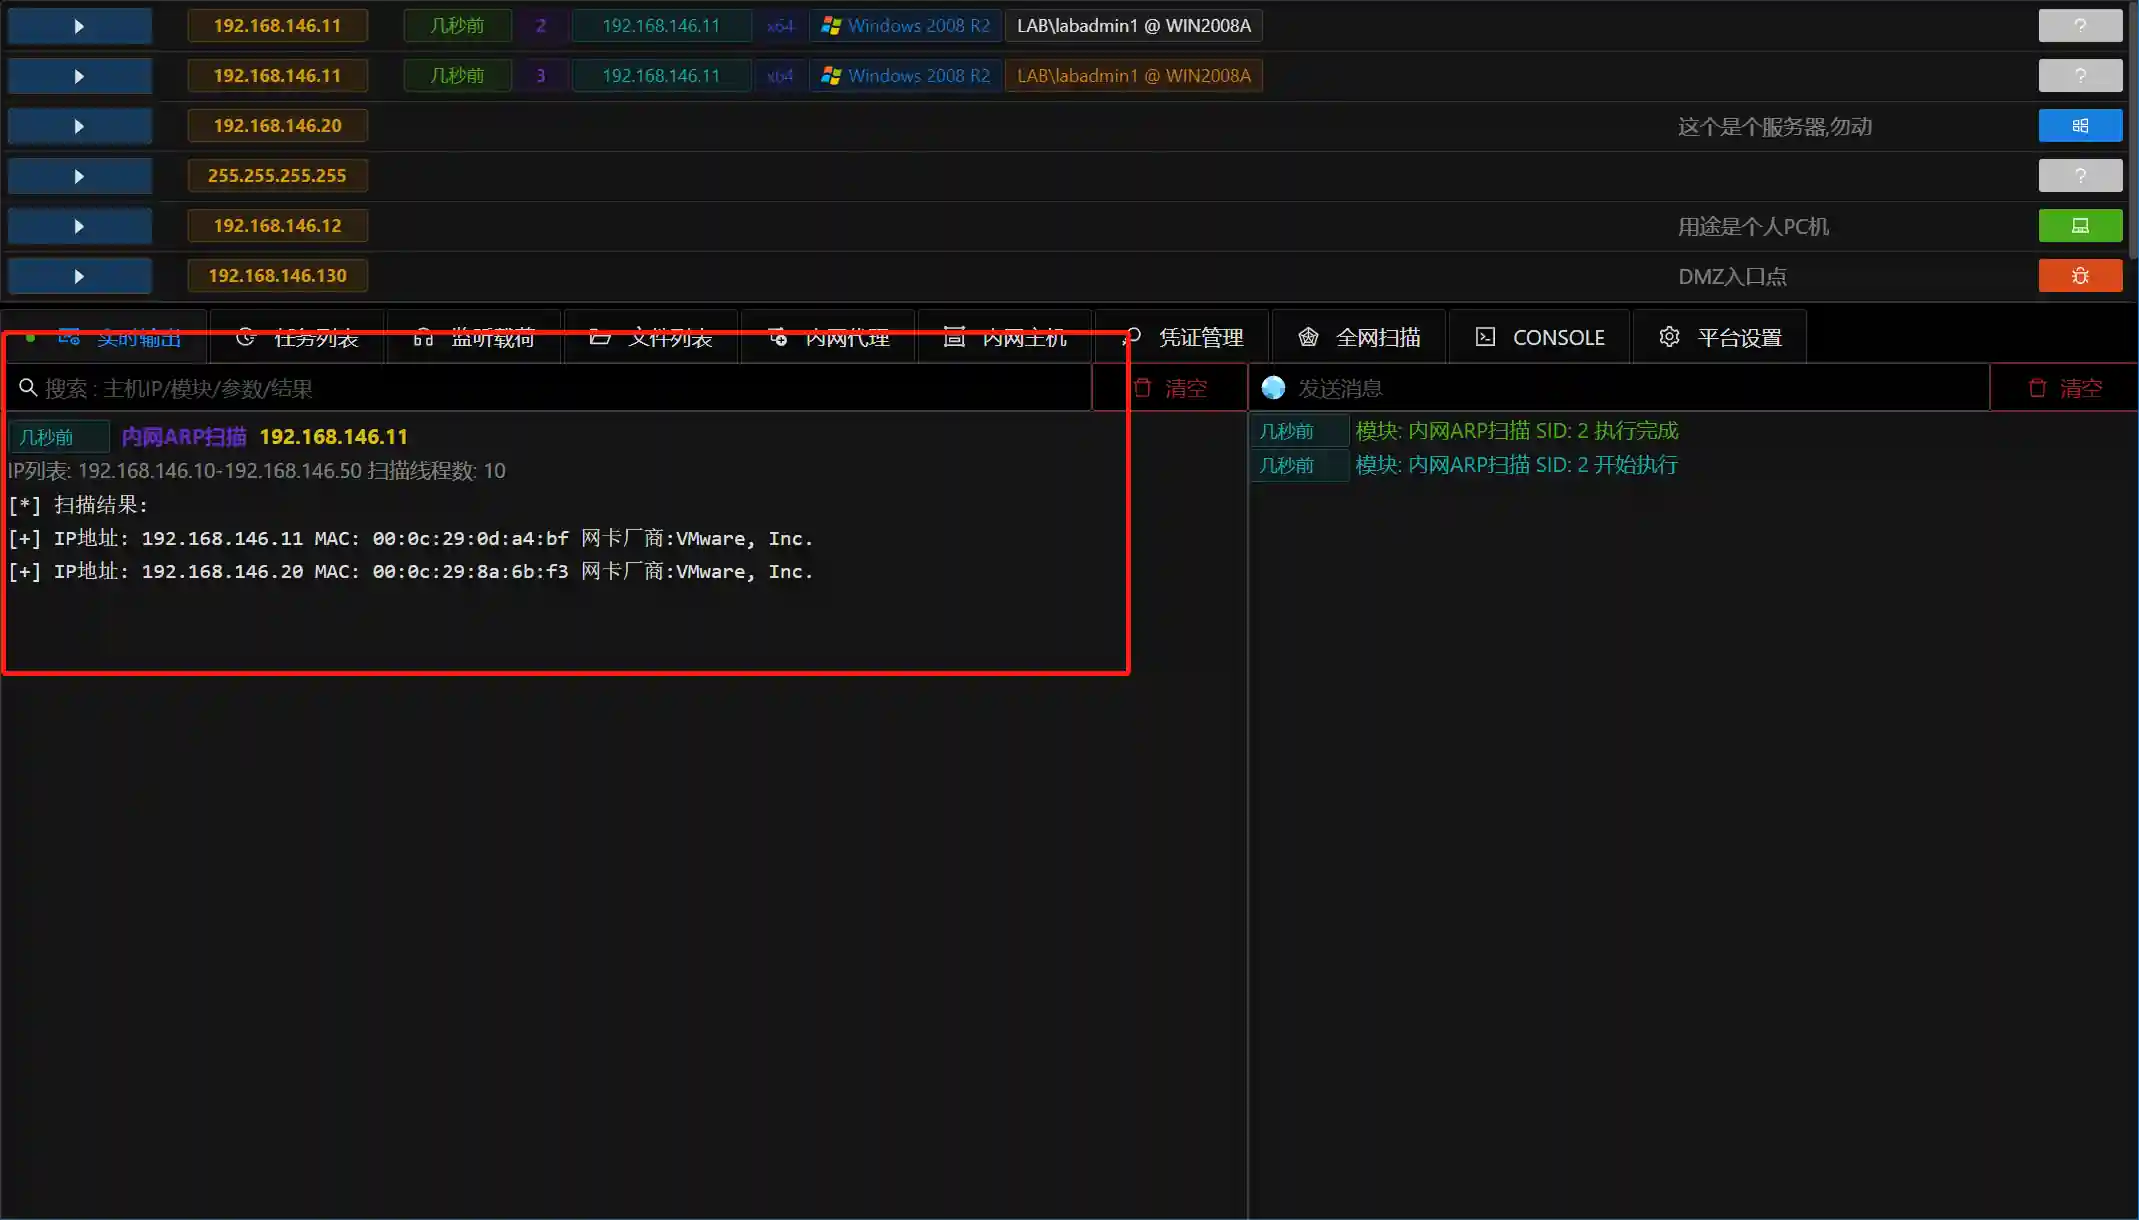 192.168.146.11 几秒前 2 192.168.146.11 x64 Windows 2008 R2 LAB\labadmin1 @ WIN2008A ?
192.168.146.11 几秒前 3 192.168.146.11 x64 Windows 2008 R2 LAB\labadmin1 @ WIN2008A ?
192.168.146.20 这个是个服务器,勿动
255.255.255.255 ?
192.168.146.12 用途是个人PC机
192.168.146.130 DMZ入口点
实时输出 任务列表 监听载荷 文件列表 内网代理 内网主机 凭证管理 全网扫描 CONSOLE 平台设置
搜索 : 主机IP/模块/参数/结果 清空 发送消息 清空
几秒前 内网ARP扫描 192.168.146.11
IP列表: 192.168.146.10-192.168.146.50 扫描线程数: 10
[*] 扫描结果:
[+] IP地址: 192.168.146.11 MAC: 00:0c:29:0d:a4:bf 网卡厂商:VMware, Inc.
[+] IP地址: 192.168.146.20 MAC: 00:0c:29:8a:6b:f3 网卡厂商:VMware, Inc.
几秒前 模块: 内网ARP扫描 SID: 2 执行完成
几秒前 模块: 内网ARP扫描 SID: 2 开始执行